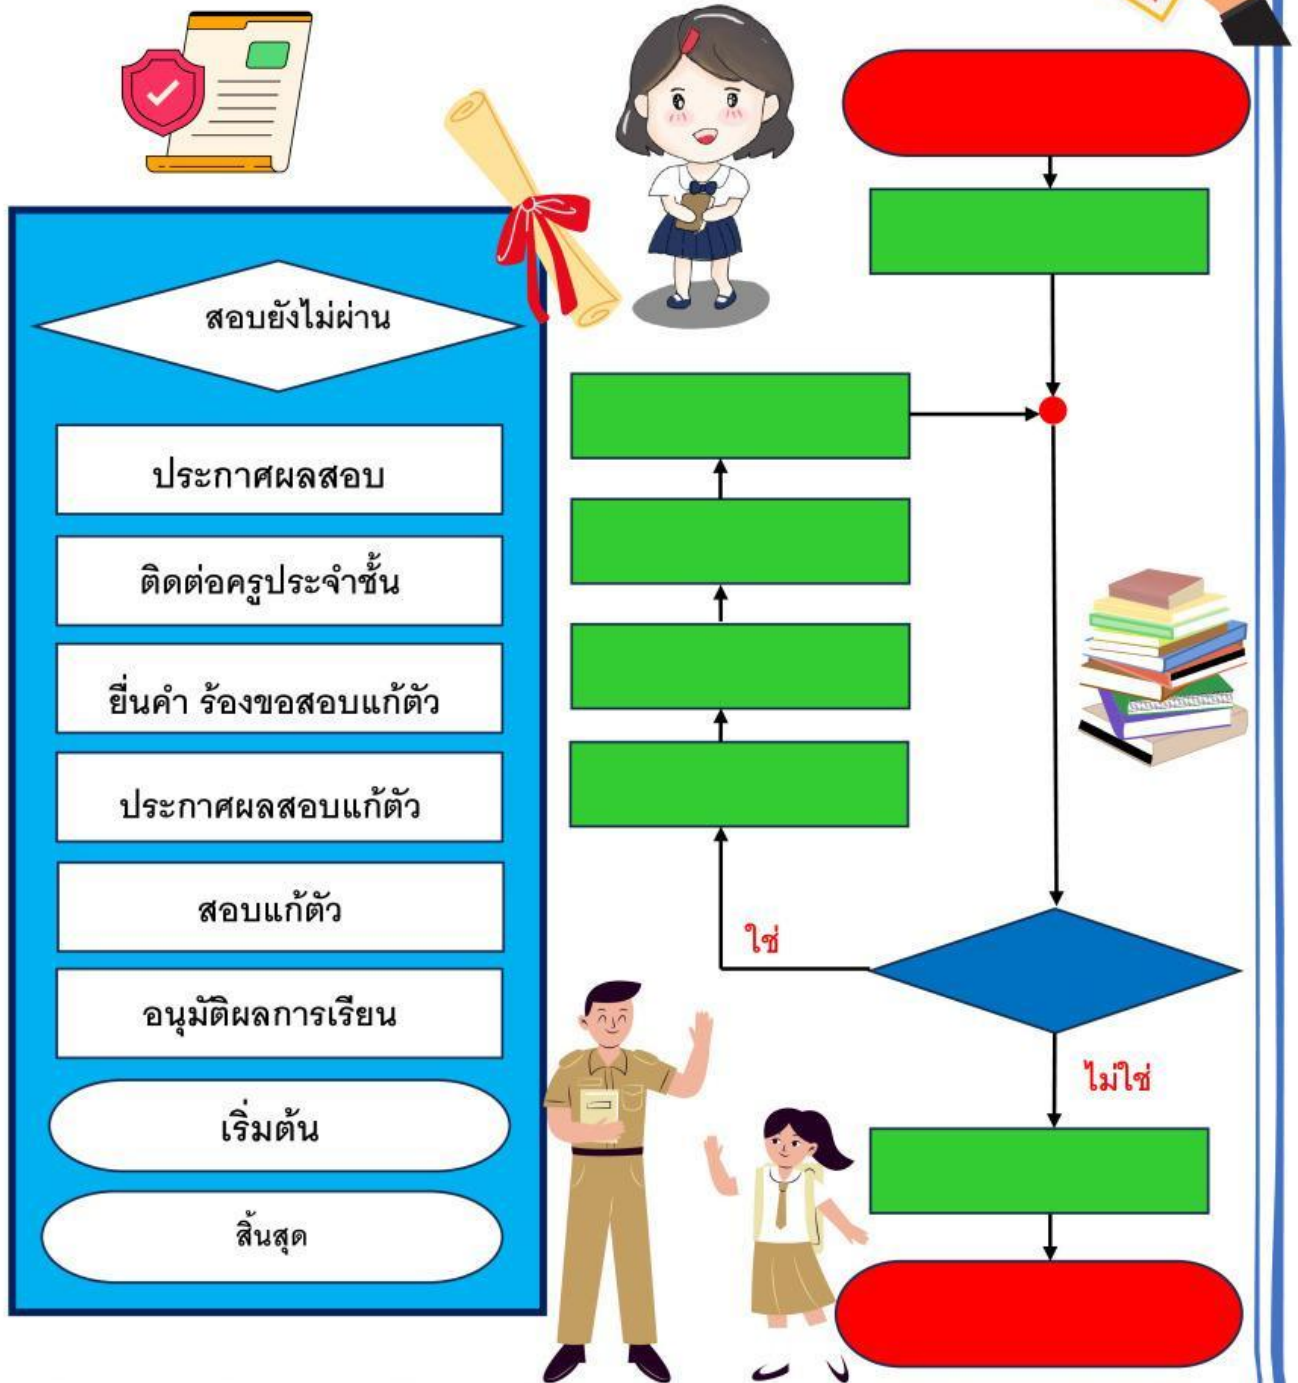 สอบยังไม่ผ่าน
ประกาศผลสอบ
ติดต่อครูประจำชั้น
ยื่นคำ ร้องขอสอบแก้ตัว
ประกาศผลสอบแก้ตัว
สอบแก้ตัว
อนุมัติผลการเรียน
เริ่มต้น
สิ้นสุด
ใช่
ไม่ใช่